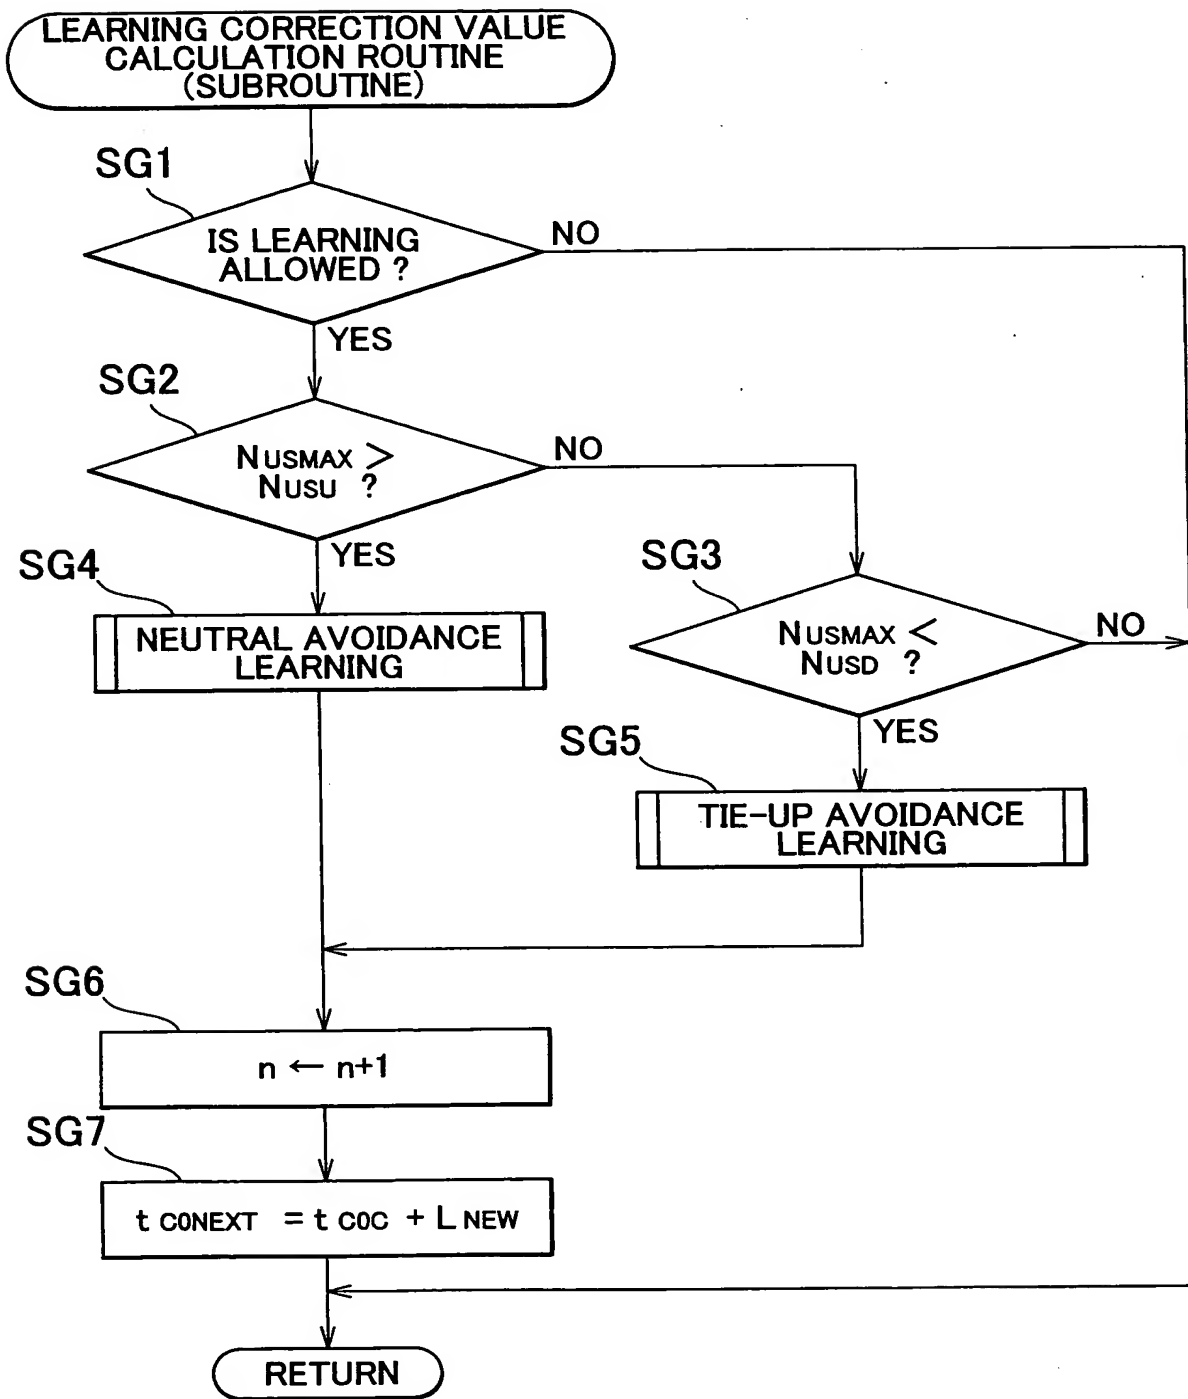 LEARNING CORRECTION VALUE
CALCULATION ROUTINE
(SUBROUTINE)
SG1
IS LEARNING
ALLOWED ?
NO
YES
SG2
NUSMAX >
NUSU ?
NO
YES
SG3
NUSMAX <
NUSD ?
NO
YES
SG4
NEUTRAL AVOIDANCE
LEARNING
SG5
TIE-UP AVOIDANCE
LEARNING
SG6
n ← n+1
SG7
t CONEXT = t COC + L NEW
RETURN